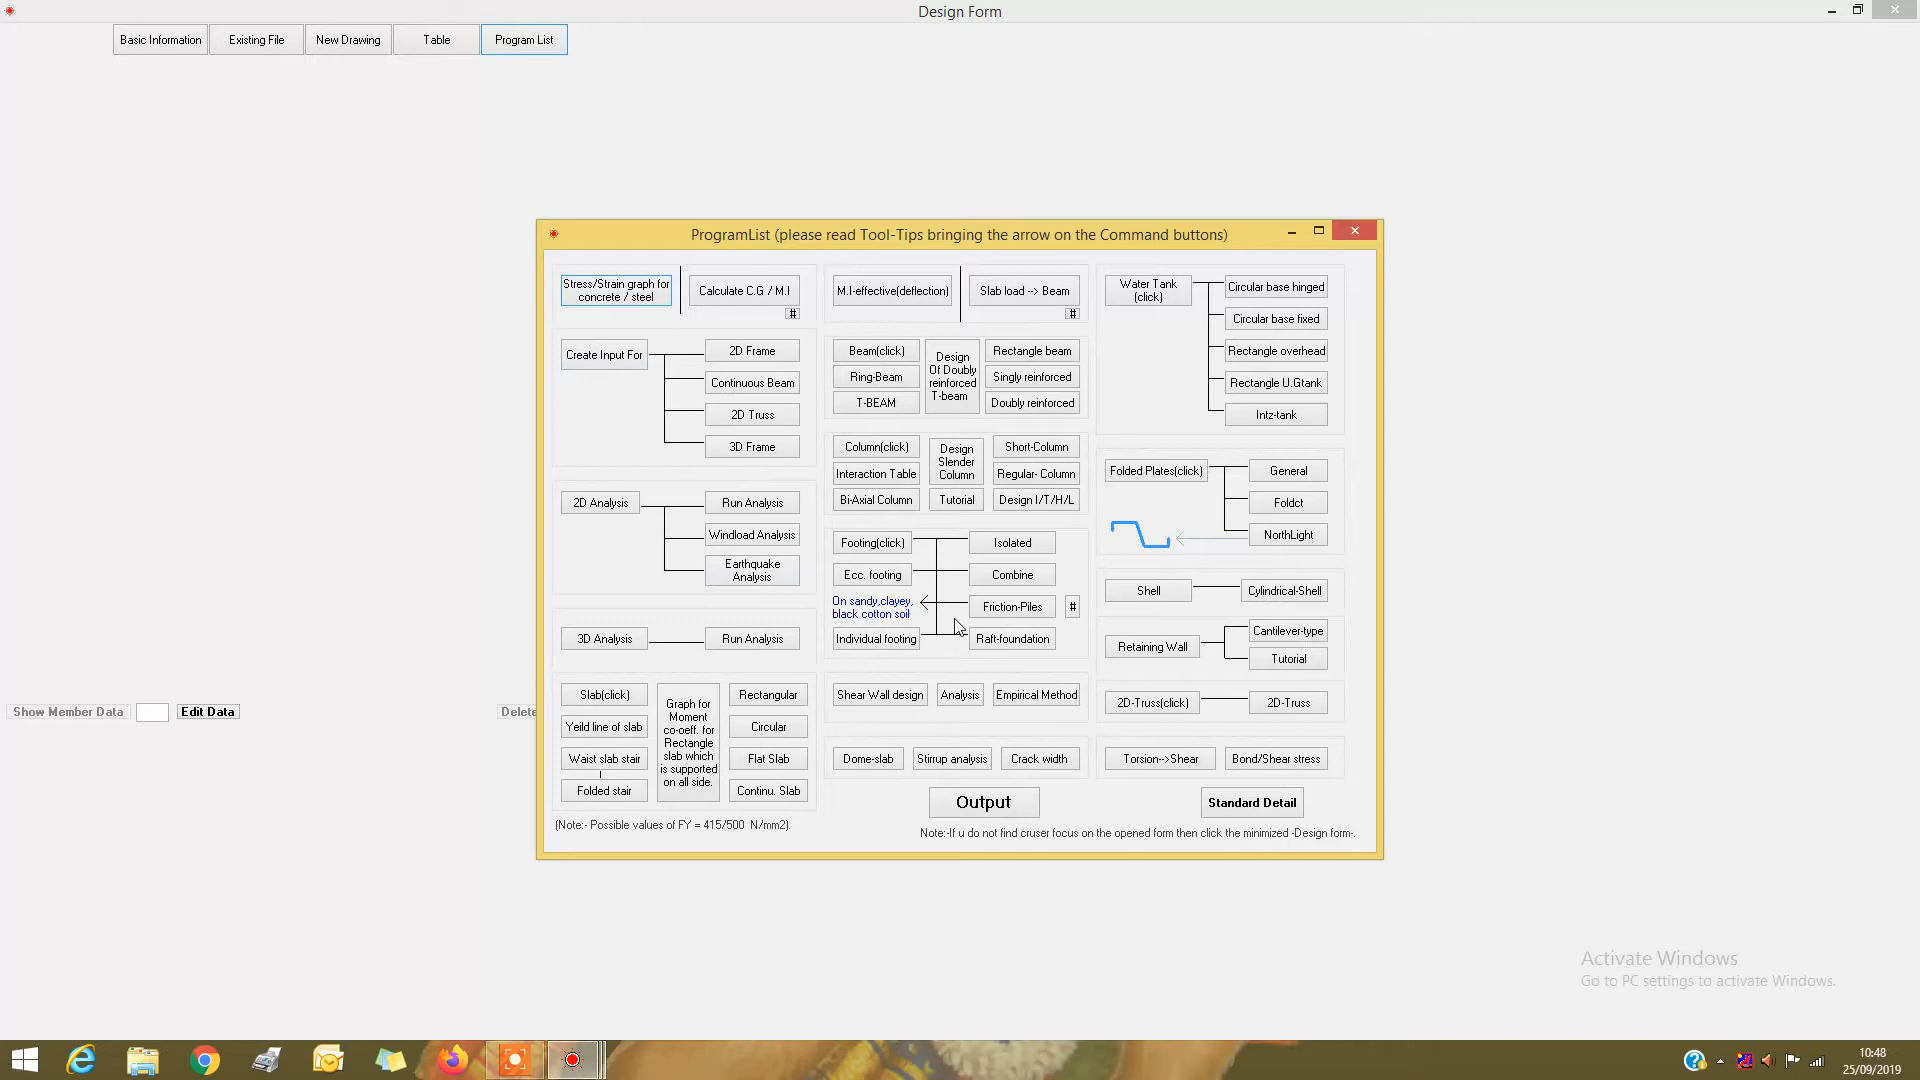 Design Form
Basic Information
Existing File
New Drawing
Table
Program List
ProgramList (please read Tool-Tips bringing the arrow on the Command buttons)
Stress/Strain graph for
concrete / steel
Calculate C.G / M.I
#
M.I-effective(deflection)
Slab load --> Beam
#
Water Tank
(click)
Circular base hinged
Circular base fixed
Rectangle overhead
Rectangle U.Gtank
Intz-tank
Create Input For
2D Frame
Continuous Beam
2D Truss
3D Frame
Beam(click)
Ring-Beam
T-BEAM
Design
Of Doubly
reinforced
T-beam
Rectangle beam
Singly reinforced
Doubly reinforced
Column(click)
Interaction Table
Bi-Axial Column
Design
Slender
Column
Tutorial
Short-Column
Regular- Column
Design I/T/H/L
Folded Plates(click)
General
Foldct
NorthLight
2D Analysis
Run Analysis
Windload Analysis
Earthquake
Analysis
Footing(click)
Ecc. footing
On sandy,clayey,
black cotton soil
Individual footing
Isolated
Combine
Friction-Piles
#
Raft-foundation
Shell
Cylindrical-Shell
3D Analysis
Run Analysis
Retaining Wall
Cantilever-type
Tutorial
Slab(click)
Yeild line of slab
Waist slab stair
Folded stair
Graph for
Moment
co-oeff. for
Rectangle
slab which
is supported
on all side.
Rectangular
Circular
Flat Slab
Continu. Slab
Shear Wall design
Analysis
Empirical Method
2D-Truss(click)
2D-Truss
Dome-slab
Stirrup analysis
Crack width
Torsion-->Shear
Bond/Shear stress
Output
Standard Detail
(Note:- Possible values of FY = 415/500 N/mm2).
Note:-If u do not find cruser focus on the opened form then click the minimized -Design form-.
Show Member Data
Edit Data
Delete
Activate Windows
Go to PC settings to activate Windows.
10:48
25/09/2019